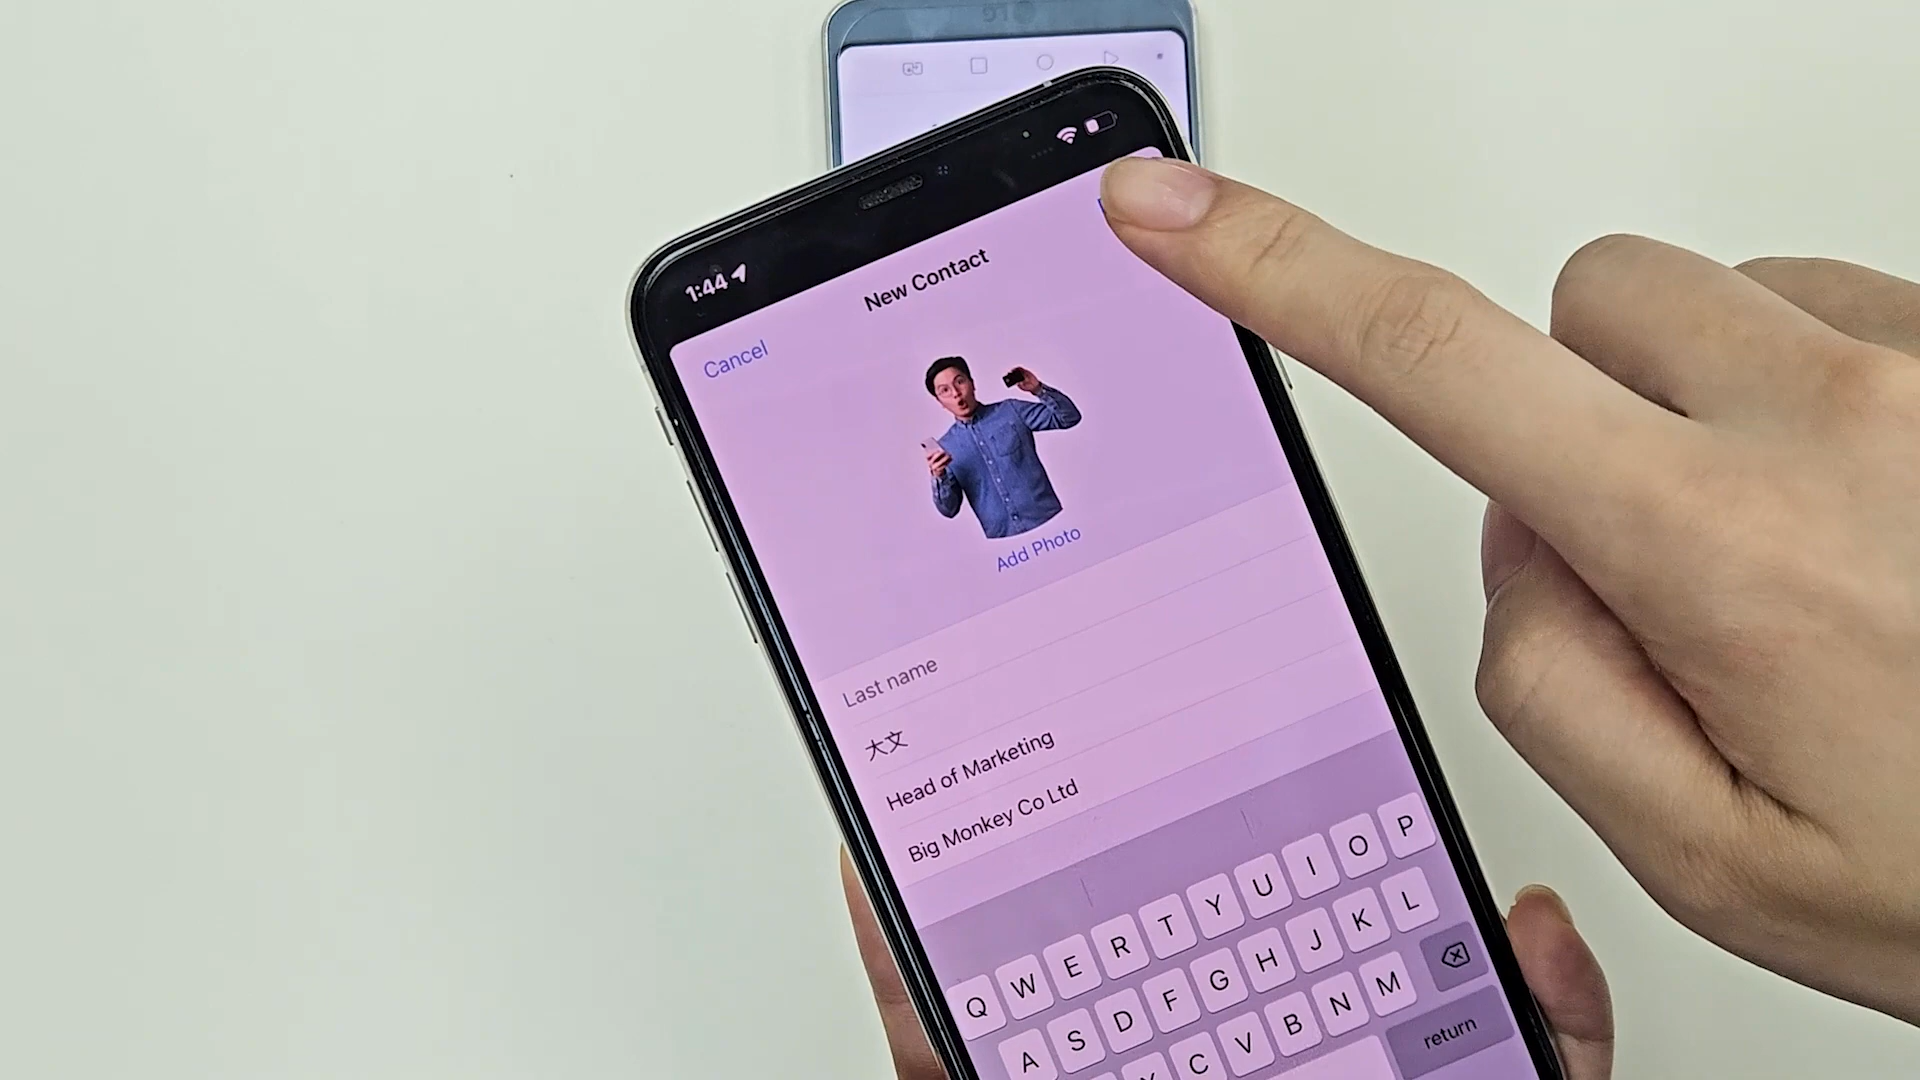 LG
1:44
New Contact
Cancel
Add Photo
Last name
大文
Head of Marketing
Big Monkey Co Ltd
Q W E R T Y U I O P
A S D F G H J K L
C V B N M
return